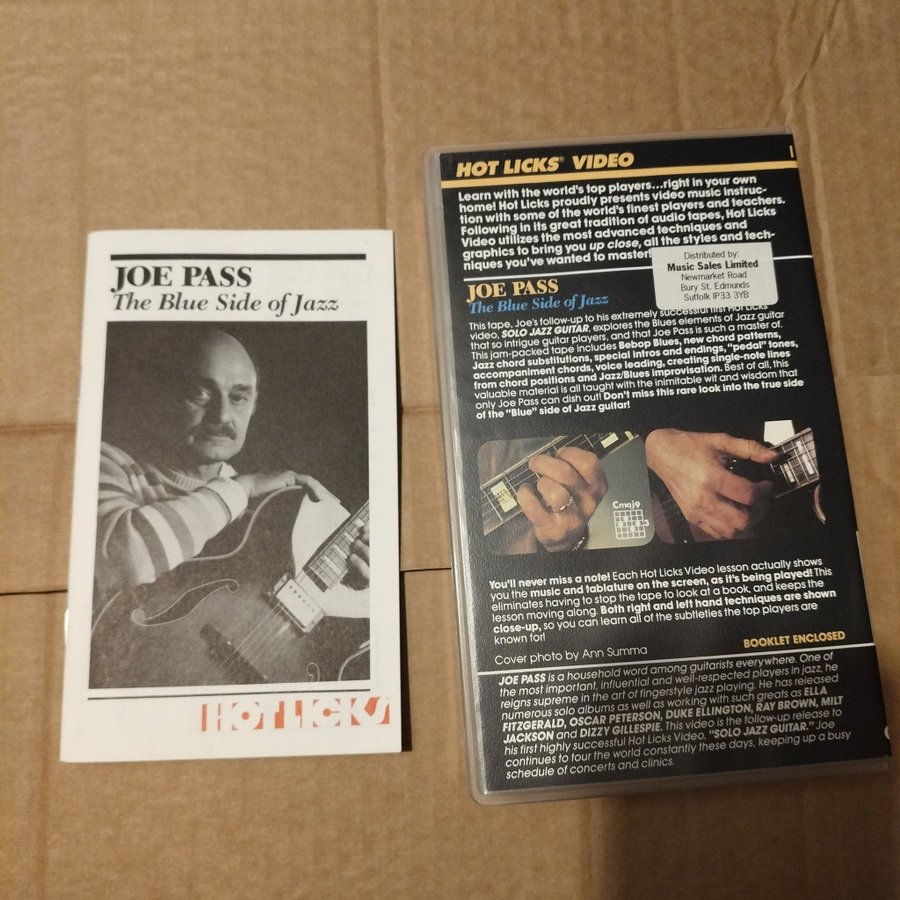 JOE PASS
The Blue Side of Jazz
HOT LICKS
HOT LICKS® VIDEO
Learn with the world's top players...right in your own
home! Hot Licks proudly presents video music instruc-
tion with some of the world's finest players and teachers.
Following in its great tradition of audio tapes, Hot Licks
Video utilizes the most advanced techniques and
graphics to bring you up close, all the styles and tech-
niques you've wanted to master!
Distributed by:
Music Sales Limited
Newmarket Road
Bury St. Edmunds
Suffolk IP33 3YB
JOE PASS
The Blue Side of Jazz
This tape, Joe's follow-up to his extremely successful first Hot Licks
video, SOLO JAZZ GUITAR, explores the Blues elements of Jazz guitar
that so intrigue guitar players, and that Joe Pass is such a master of.
This jam-packed tape includes Bebop Blues, new chord patterns,
Jazz chord substitutions, special intros and endings, "pedal" tones,
accompaniment chords, voice leading, creating single-note lines
from chord positions and Jazz/Blues improvisation. Best of all, this
valuable material is all taught with the inimitable wit and wisdom that
only Joe Pass can dish out! Don't miss this rare look into the true side
of the "Blue" side of Jazz guitar!
Cmaj9
You'll never miss a note! Each Hot Licks Video lesson actually shows
you the music and tablature on the screen, as it's being played! This
eliminates having to stop the tape to look at a book, and keeps the
lesson moving along. Both right and left hand techniques are shown
close-up, so you can learn all of the subtleties the top players are
known for!
BOOKLET ENCLOSED
Cover photo by Ann Summa
JOE PASS is a household word among guitarists everywhere. One of
the most important, influential and well-respected players in jazz, he
reigns supreme in the art of fingerstyle jazz playing. He has released
numerous solo albums as well as working with such greats as ELLA
FITZGERALD, OSCAR PETERSON, DUKE ELLINGTON, RAY BROWN, MILT
JACKSON and DIZZY GILLESPIE. This video is the follow-up release to
his first highly successful Hot Licks Video, "SOLO JAZZ GUITAR." Joe
continues to tour the world constantly these days, keeping up a busy
schedule of concerts and clinics.